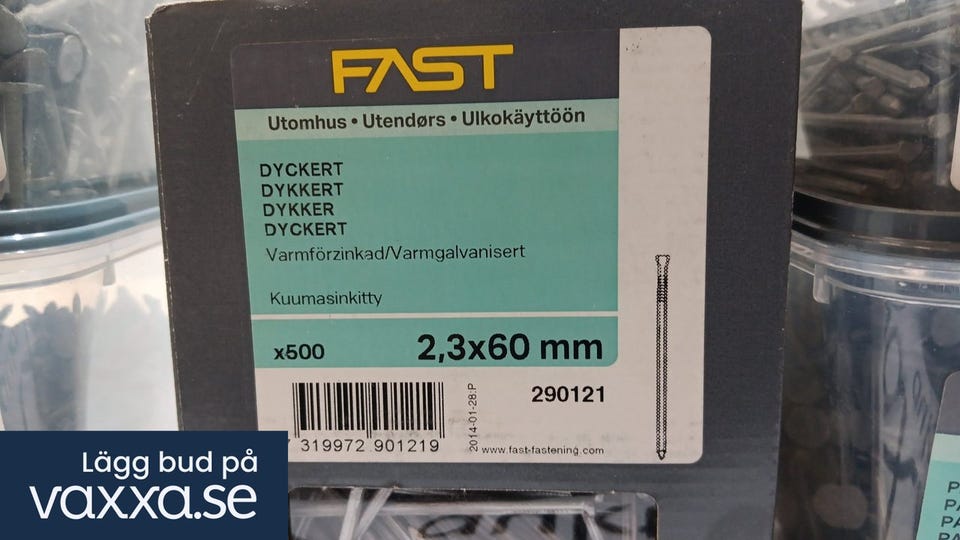 FAST
Utomhus • Utendørs • Ulkokäyttöön
DYCKERT
DYKKERT
DYKKER
DYCKERT
Varmförzinkad/Varmgalvanisert
Kuumasinkitty
x500 2,3x60 mm
290121
7 319972 901219
2014-01-28:P
www.fast-fastening.com
Lägg bud på
vaxxa.se